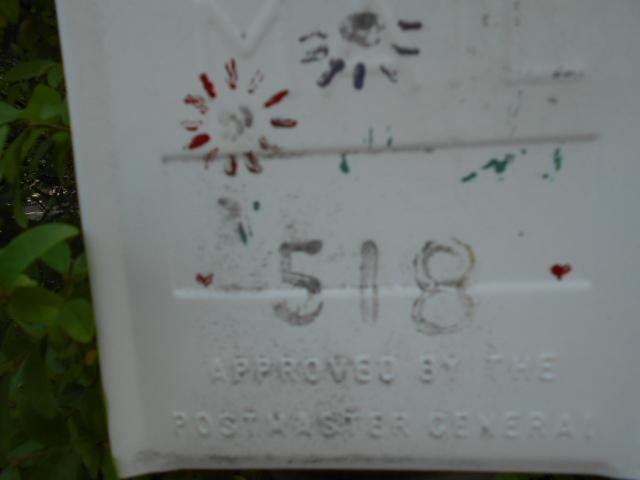 518
APPROVED BY THE
POSTMASTER GENERAL